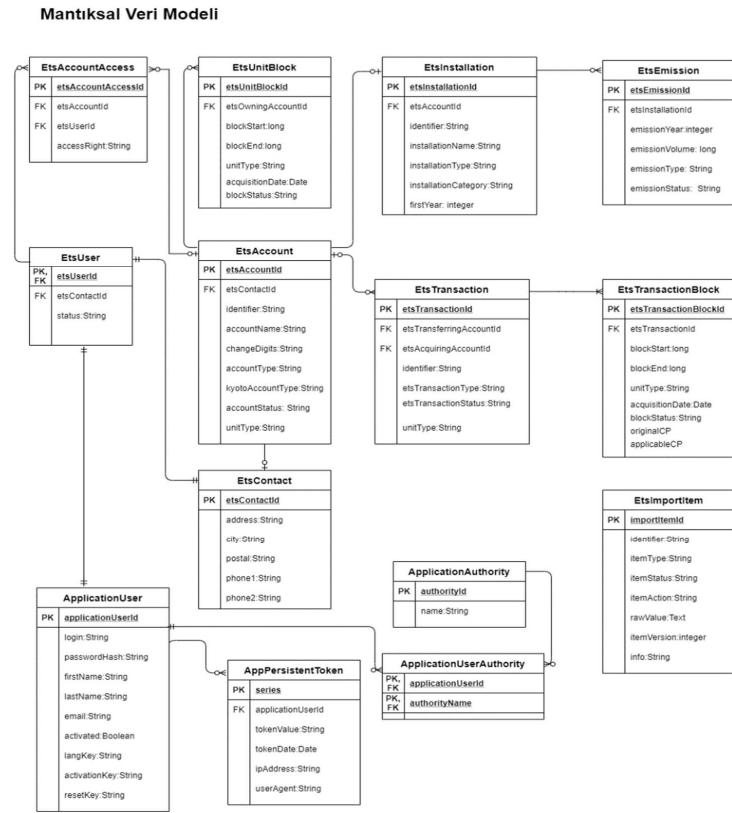 Mantıksal Veri Modeli
EtsAccountAccess
PK etsAccountAccessId
FK etsAccountId
FK etsUserId
accessRight:String
EtsUnitBlock
PK etsUnitBlockId
FK etsOwningAccountId
blockStart:long
blockEnd:long
unitType:String
acquisitionDate:Date
blockStatus:String
EtsInstallation
PK etsInstallationId
FK etsAccountId
identifier:String
installationName:String
installationType:String
installationCategory:String
firstYear: integer
EtsEmission
PK etsEmissionId
FK etsInstallationId
emissionYear:integer
emissionVolume: long
emissionType: String
emissionStatus: String
EtsUser
PK, FK etsUserId
FK etsContactId
status:String
EtsAccount
PK etsAccountId
FK etsContactId
identifier:String
accountName:String
changeDigits:String
accountType:String
kyotoAccountType:String
accountStatus: String
unitType:String
EtsTransaction
PK etsTransactionId
FK etsTransferringAccountId
FK etsAcquiringAccountId
identifier:String
etsTransactionType:String
etsTransactionStatus:String
unitType:String
EtsTransactionBlock
PK etsTransactionBlockId
FK etsTransactionId
blockStart:long
blockEnd:long
unitType:String
acquisitionDate:Date
blockStatus:String
originalCP
applicableCP
EtsContact
PK etsContactId
address:String
city:String
postal:String
phone1:String
phone2:String
EtsImportItem
PK importItemId
identifier:String
itemType:String
itemStatus:String
itemAction:String
rawValue:Text
itemVersion:integer
info:String
ApplicationAuthority
PK authorityId
name:String
ApplicationUser
PK applicationUserId
login:String
passwordHash:String
firstName:String
lastName:String
email:String
activated:Boolean
langKey:String
activationKey:String
resetKey:String
AppPersistentToken
PK series
FK applicationUserId
tokenValue:String
tokenDate:Date
ipAddress:String
userAgent:String
ApplicationUserAuthority
PK, FK applicationUserId
PK, FK authorityName